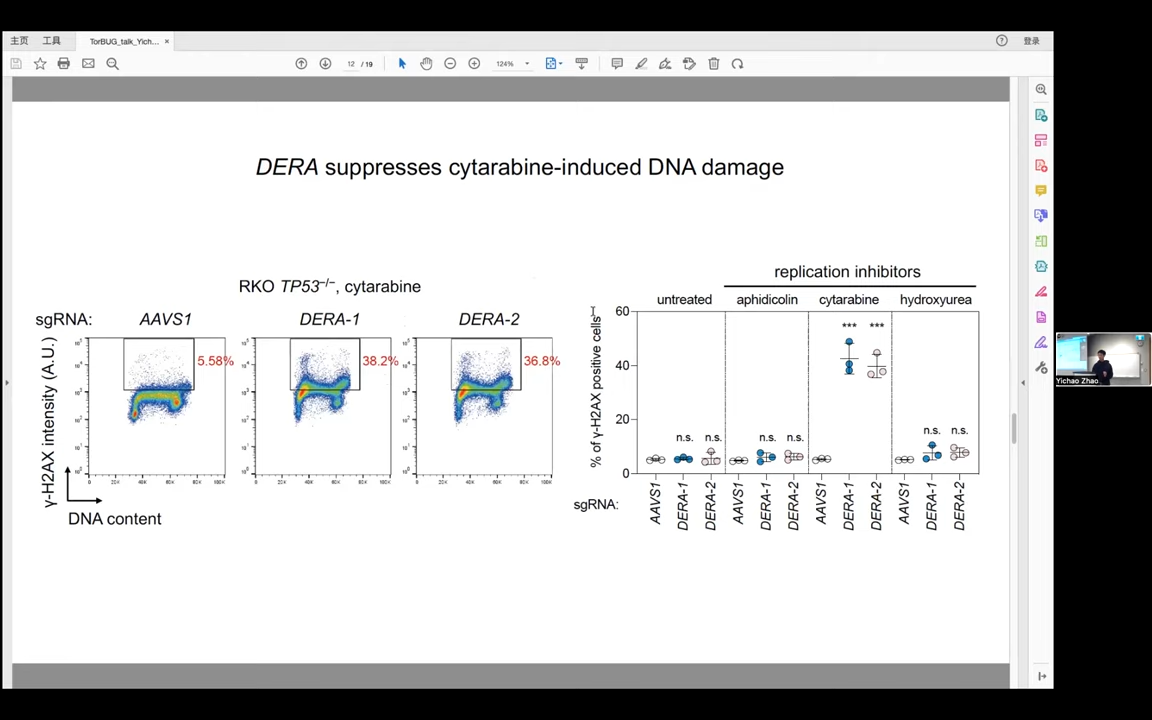 主页 工具 TorBUG_talk_Yich... × 登录
12 / 19 124%
DERA suppresses cytarabine-induced DNA damage
RKO TP53–/–, cytarabine
sgRNA: AAVS1 DERA-1 DERA-2
5.58% 38.2% 36.8%
γ-H2AX intensity (A.U.)
DNA content
replication inhibitors
untreated aphidicolin cytarabine hydroxyurea
% of γ-H2AX positive cells
60
40
20
0
*** ***
n.s. n.s. n.s. n.s. n.s. n.s.
sgRNA: AAVS1 DERA-1 DERA-2 AAVS1 DERA-1 DERA-2 AAVS1 DERA-1 DERA-2 AAVS1 DERA-1 DERA-2
Yichao Zhao